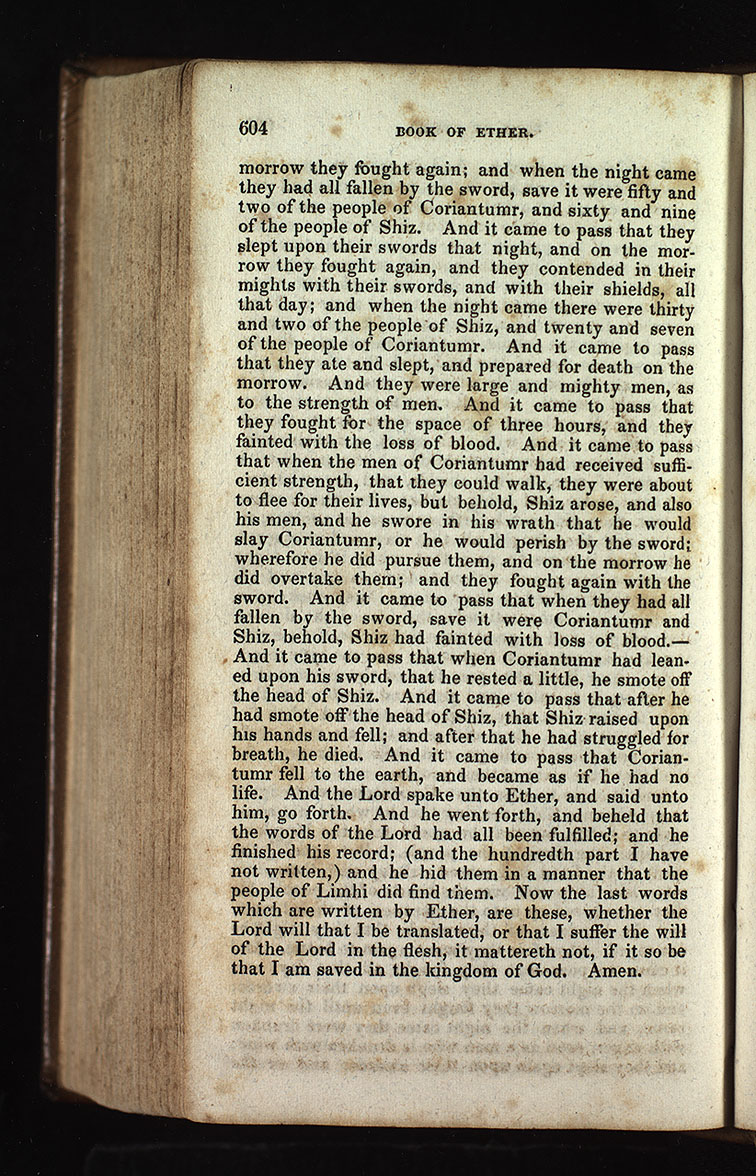 604 BOOK OF ETHER.
morrow they fought again; and when the night came
they had all fallen by the sword, save it were fifty and
two of the people of Coriantumr, and sixty and nine
of the people of Shiz. And it came to pass that they
slept upon their swords that night, and on the mor-
row they fought again, and they contended in their
mights with their swords, and with their shields, all
that day; and when the night came there were thirty
and two of the people of Shiz, and twenty and seven
of the people of Coriantumr. And it came to pass
that they ate and slept, and prepared for death on the
morrow. And they were large and mighty men, as
to the strength of men. And it came to pass that
they fought for the space of three hours, and they
fainted with the loss of blood. And it came to pass
that when the men of Coriantumr had received suffi-
cient strength, that they could walk, they were about
to flee for their lives, but behold, Shiz arose, and also
his men, and he swore in his wrath that he would
slay Coriantumr, or he would perish by the sword;
wherefore he did pursue them, and on the morrow he
did overtake them; and they fought again with the
sword. And it came to pass that when they had all
fallen by the sword, save it were Coriantumr and
Shiz, behold, Shiz had fainted with loss of blood.—
And it came to pass that when Coriantumr had lean-
ed upon his sword, that he rested a little, he smote off
the head of Shiz. And it came to pass that after he
had smote off the head of Shiz, that Shiz raised upon
his hands and fell; and after that he had struggled for
breath, he died. And it came to pass that Corian-
tumr fell to the earth, and became as if he had no
life. And the Lord spake unto Ether, and said unto
him, go forth. And he went forth, and beheld that
the words of the Lord had all been fulfilled; and he
finished his record; (and the hundredth part I have
not written,) and he hid them in a manner that the
people of Limhi did find them. Now the last words
which are written by Ether, are these, whether the
Lord will that I be translated, or that I suffer the will
of the Lord in the flesh, it mattereth not, if it so be
that I am saved in the kingdom of God. Amen.